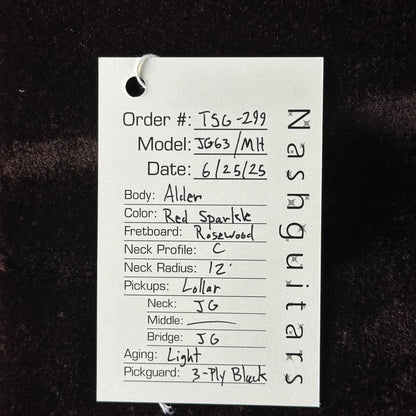 Order #: TSG-299
Model: JG63/MH
Date: 6/25/25
Body: Alder
Color: Red Sparkle
Fretboard: Rosewood
Neck Profile: C
Neck Radius: 12"
Pickups: Lollar
Neck: JG
Middle: —
Bridge: JG
Aging: Light
Pickguard: 3-Ply Black
Nashguitars